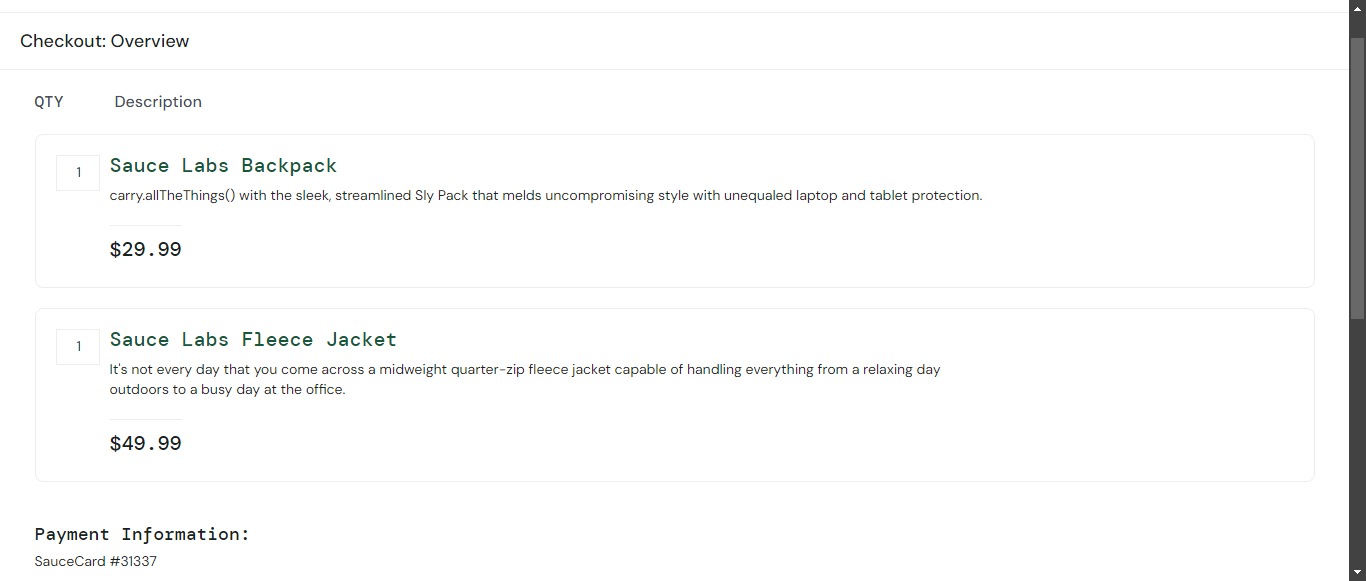 Checkout: Overview
QTY Description
1 Sauce Labs Backpack
carry.allTheThings() with the sleek, streamlined Sly Pack that melds uncompromising style with unequaled laptop and tablet protection.
$29.99
1 Sauce Labs Fleece Jacket
It's not every day that you come across a midweight quarter-zip fleece jacket capable of handling everything from a relaxing day
outdoors to a busy day at the office.
$49.99
Payment Information:
SauceCard #31337